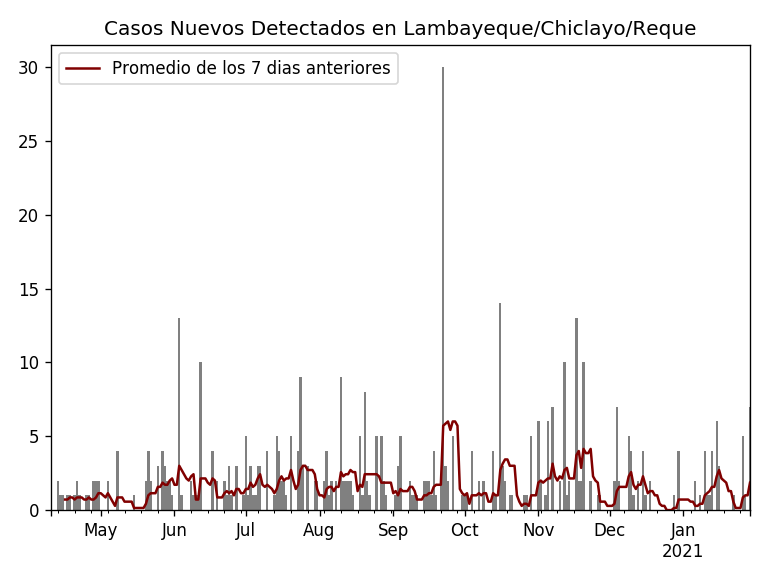 Casos Nuevos Detectados en Lambayeque/Chiclayo/Reque
Promedio de los 7 dias anteriores
30
25
20
15
10
5
0
May Jun Jul Aug Sep Oct Nov Dec Jan
2021